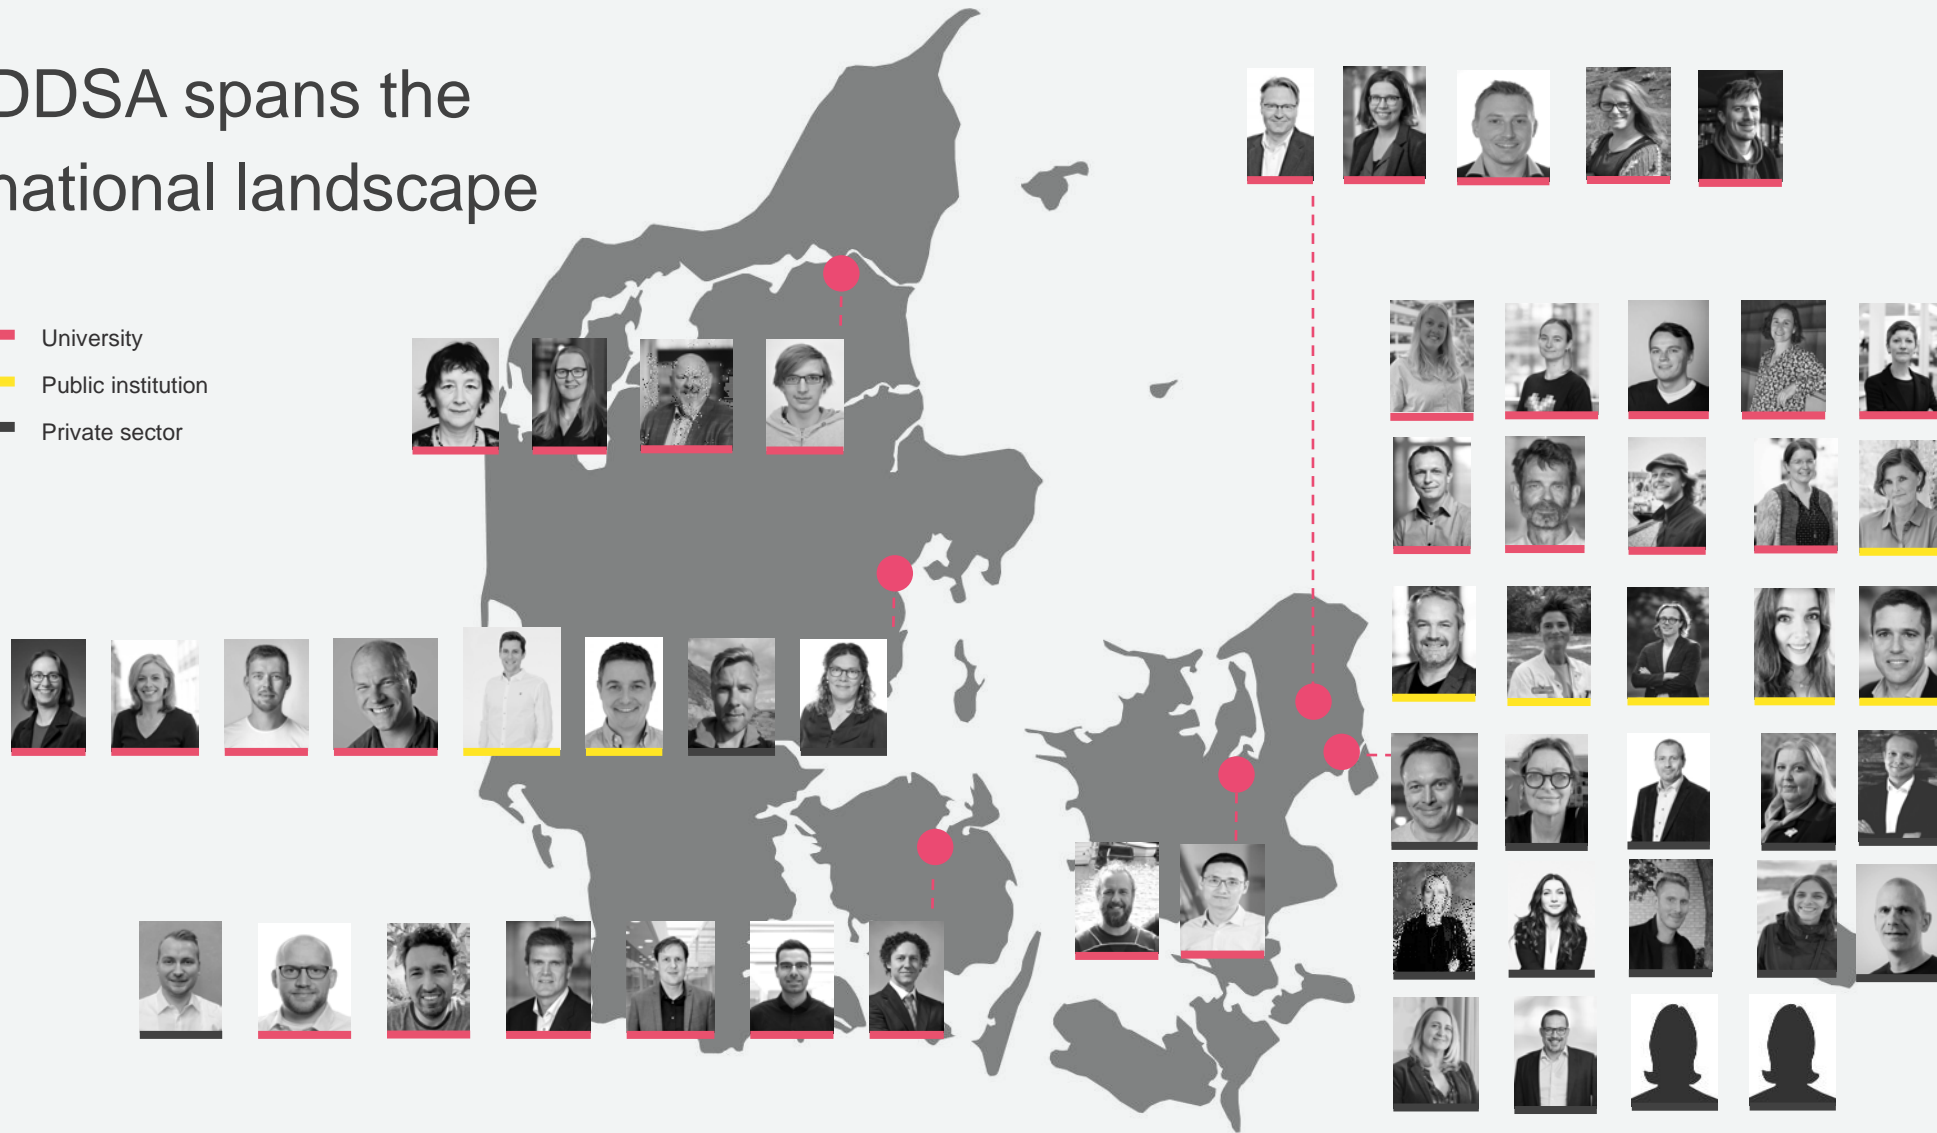 DDSA spans the
national landscape
University
Public institution
Private sector